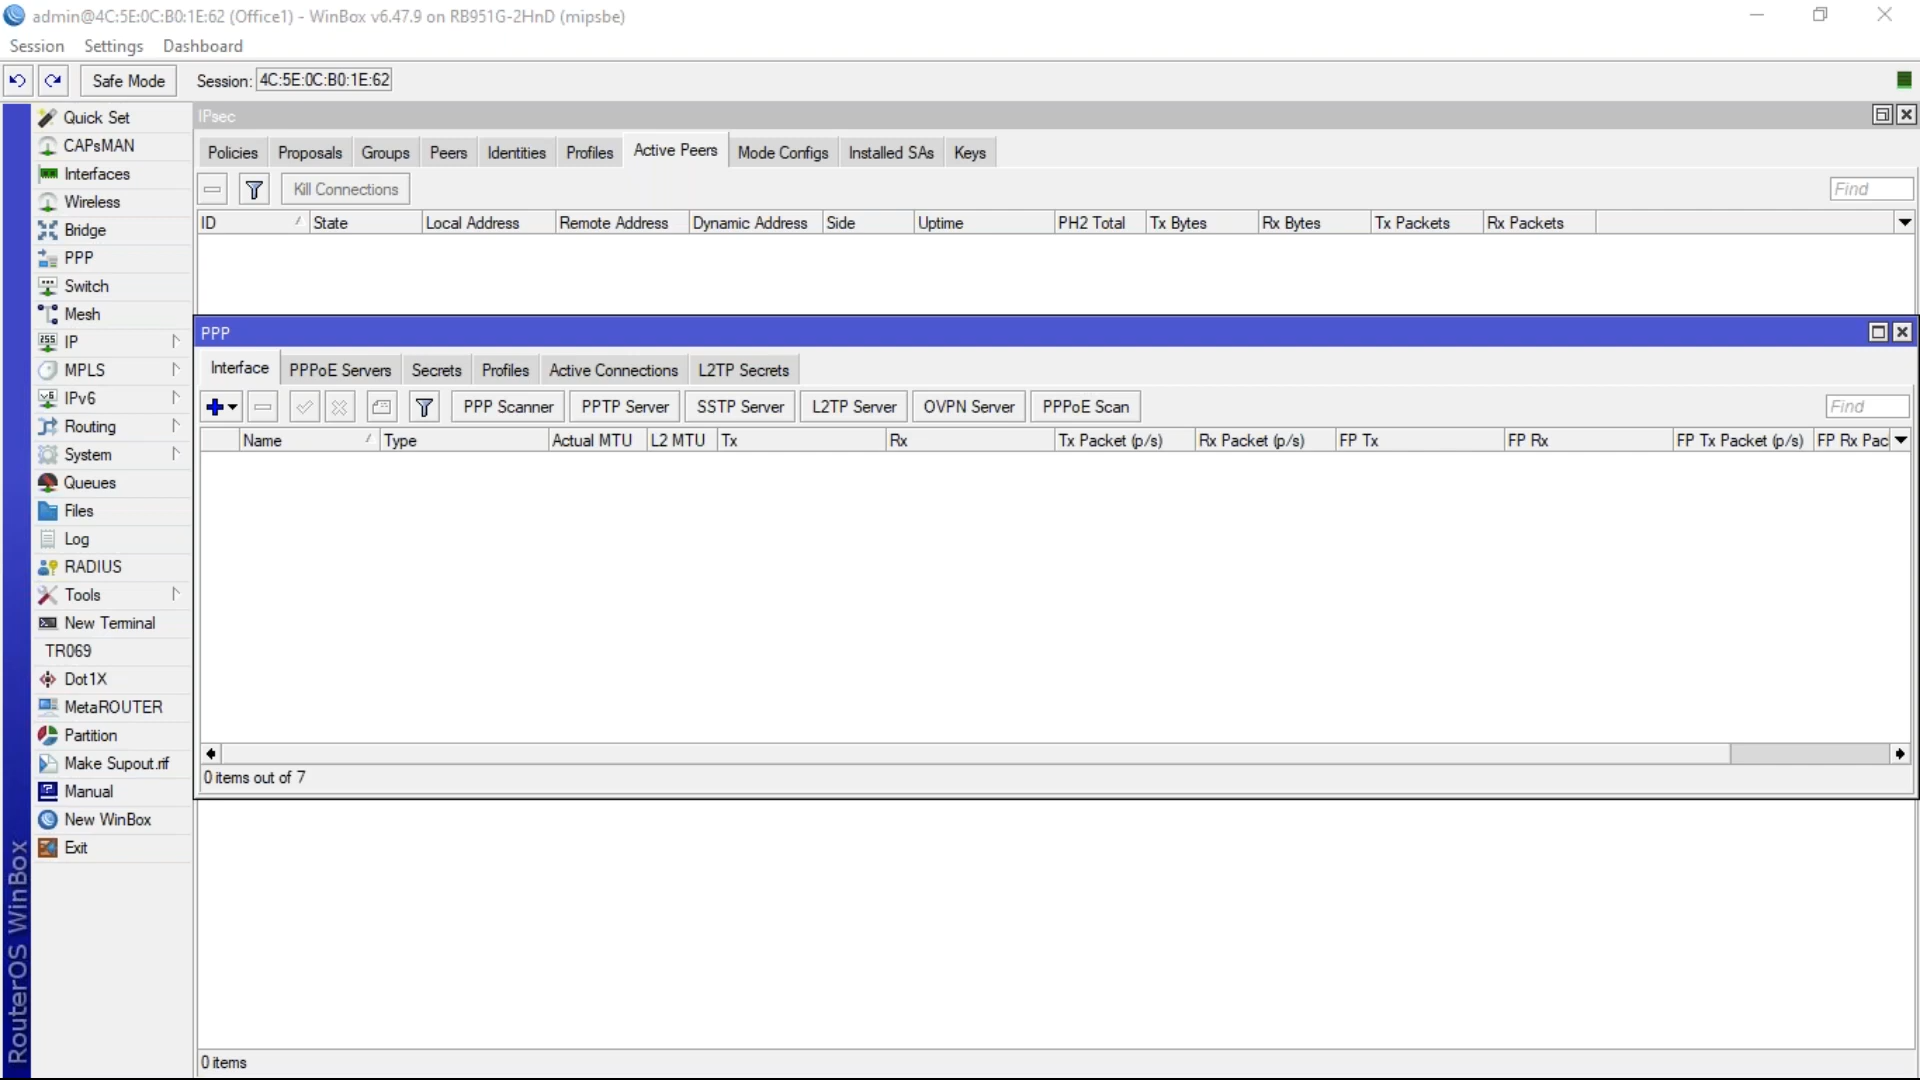 admin@4C:5E:0C:B0:1E:62 (Office1) - WinBox v6.47.9 on RB951G-2HnD (mipsbe)
Session Settings Dashboard
Safe Mode Session: 4C:5E:0C:B0:1E:62
Quick Set
CAPsMAN
Interfaces
Wireless
Bridge
PPP
Switch
Mesh
IP
MPLS
IPv6
Routing
System
Queues
Files
Log
RADIUS
Tools
New Terminal
TR069
Dot1X
MetaROUTER
Partition
Make Supout.rif
Manual
New WinBox
Exit
RouterOS WinBox
IPsec
Policies Proposals Groups Peers Identities Profiles Active Peers Mode Configs Installed SAs Keys
Kill Connections Find
ID State Local Address Remote Address Dynamic Address Side Uptime PH2 Total Tx Bytes Rx Bytes Tx Packets Rx Packets
PPP
Interface PPPoE Servers Secrets Profiles Active Connections L2TP Secrets
PPP Scanner PPTP Server SSTP Server L2TP Server OVPN Server PPPoE Scan Find
Name Type Actual MTU L2 MTU Tx Rx Tx Packet (p/s) Rx Packet (p/s) FP Tx FP Rx FP Tx Packet (p/s) FP Rx Pac
0 items out of 7
0 items